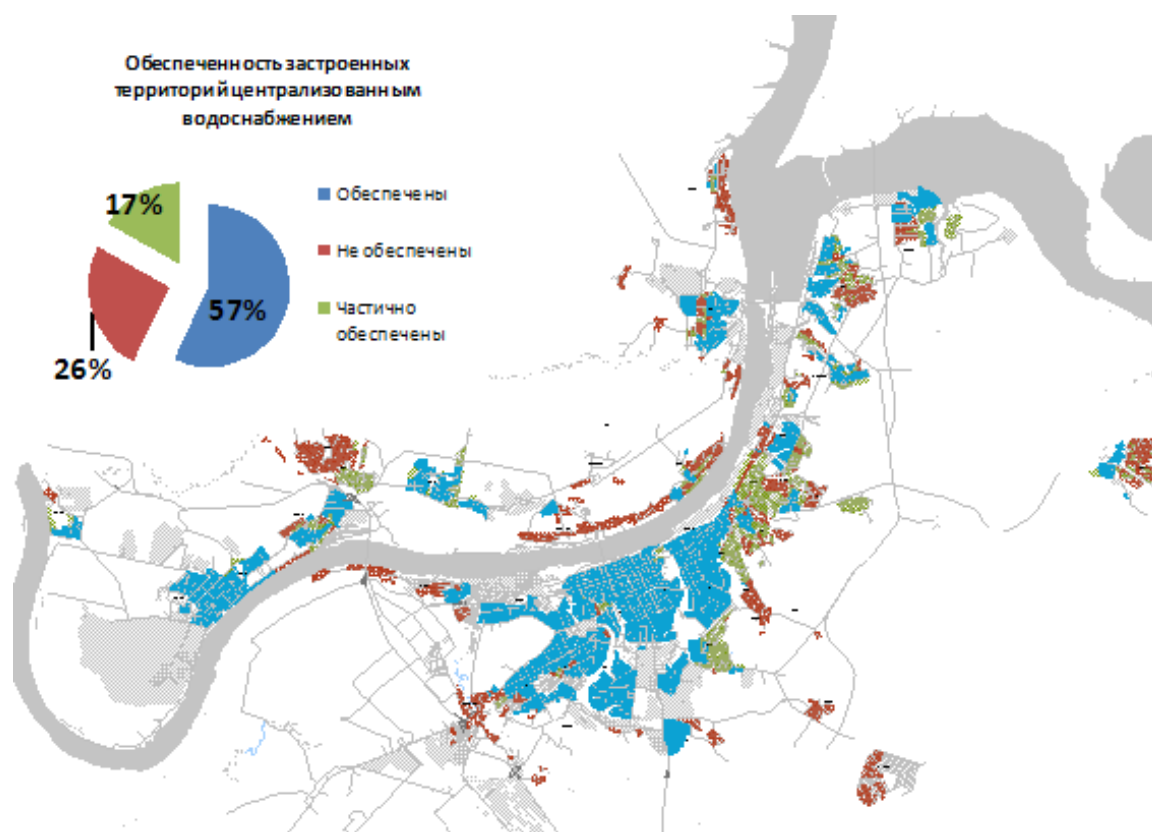 Обеспеченность застроенных
территорий централизованным
водоснабжением
17%
57%
26%
Обеспечены
Не обеспечены
Частично
обеспечены